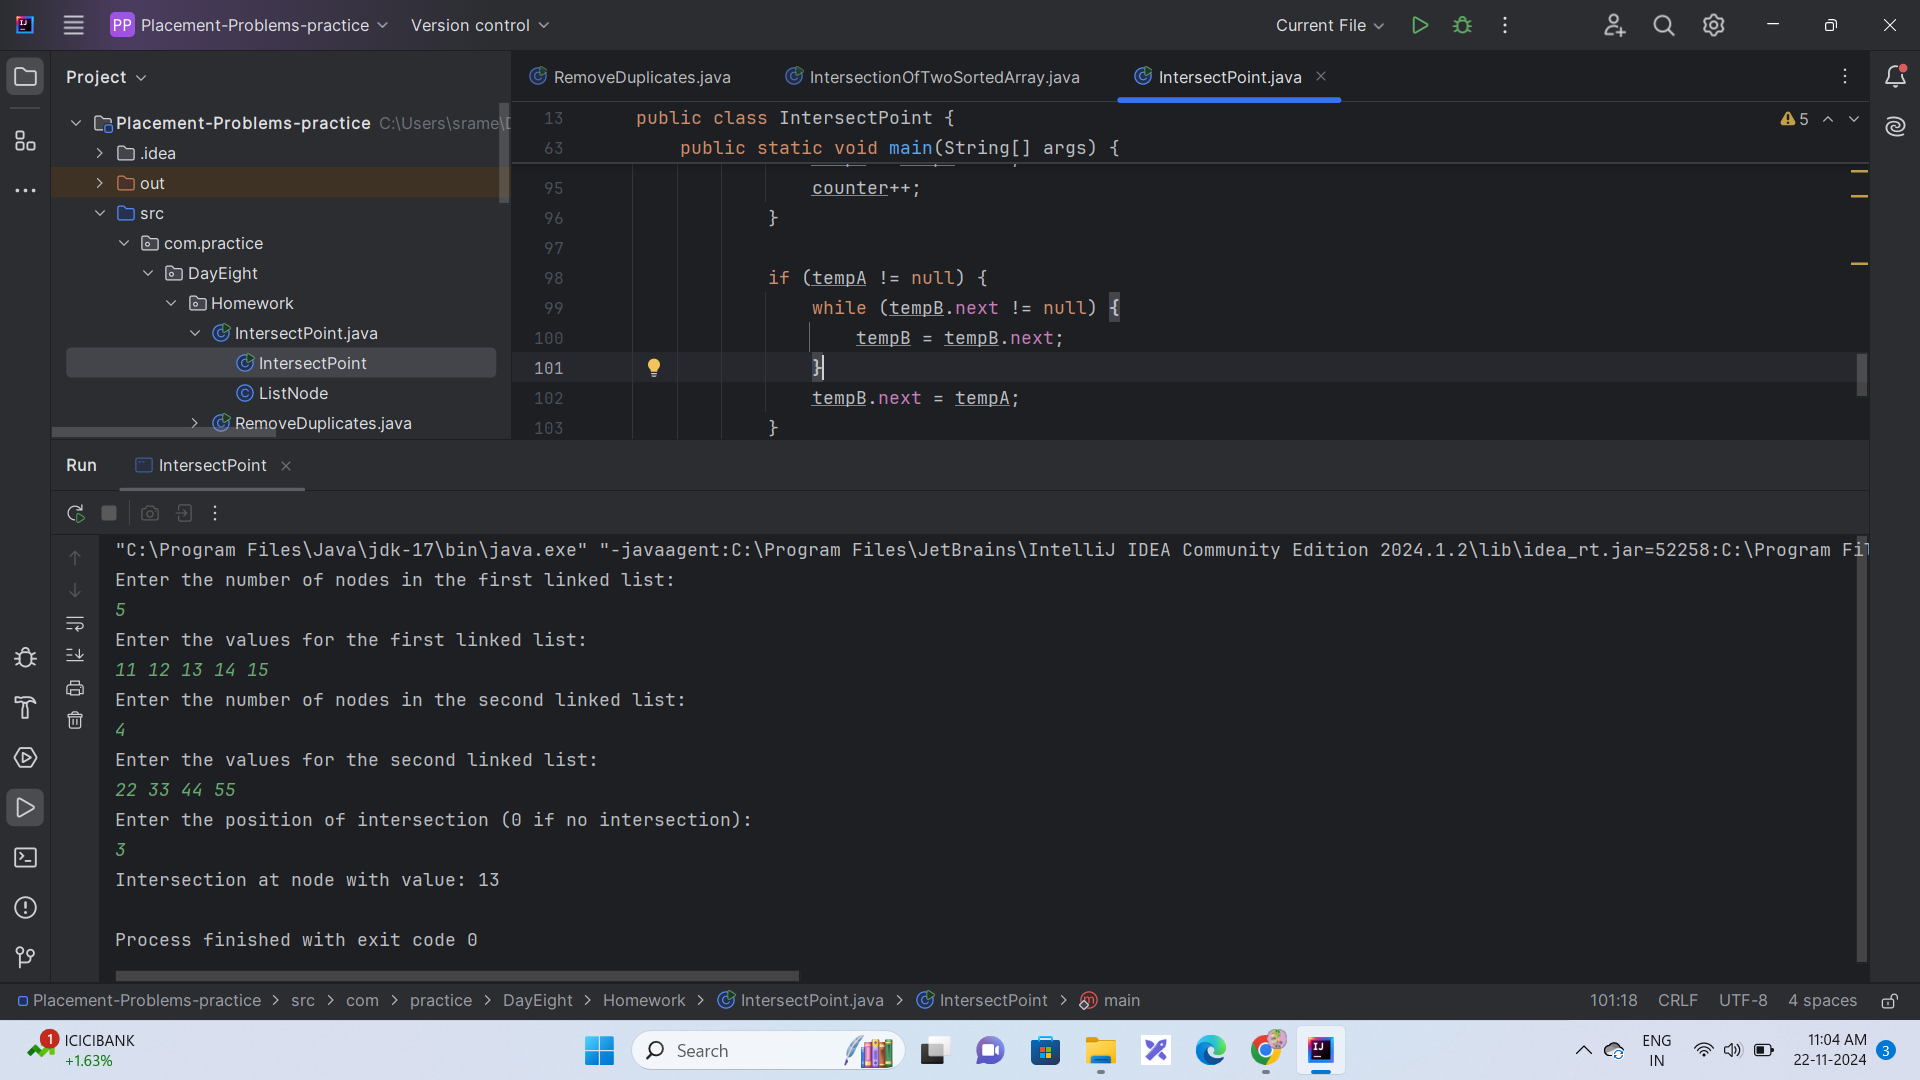 PP Placement-Problems-practice Version control Current File
Project
Placement-Problems-practice C:\Users\srame\
.idea
out
src
com.practice
DayEight
Homework
IntersectPoint.java
IntersectPoint
ListNode
RemoveDuplicates.java
RemoveDuplicates.java IntersectionOfTwoSortedArray.java IntersectPoint.java
13 public class IntersectPoint {
63 public static void main(String[] args) {
5
95 counter++;
96 }
97
98 if (tempA != null) {
99 while (tempB.next != null) {
100 tempB = tempB.next;
101 }
102 tempB.next = tempA;
103 }
Run IntersectPoint
"C:\Program Files\Java\jdk-17\bin\java.exe" "-javaagent:C:\Program Files\JetBrains\IntelliJ IDEA Community Edition 2024.1.2\lib\idea_rt.jar=52258:C:\Program Fil
Enter the number of nodes in the first linked list:
5
Enter the values for the first linked list:
11 12 13 14 15
Enter the number of nodes in the second linked list:
4
Enter the values for the second linked list:
22 33 44 55
Enter the position of intersection (0 if no intersection):
3
Intersection at node with value: 13
Process finished with exit code 0
Placement-Problems-practice > src > com > practice > DayEight > Homework > IntersectPoint.java > IntersectPoint > main 101:18 CRLF UTF-8 4 spaces
1 ICICIBANK
+1.63%
Search
ENG
IN
11:04 AM
22-11-2024
3